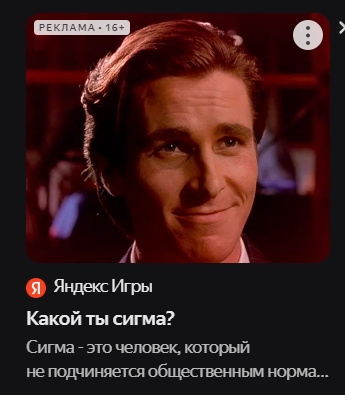 РЕКЛАМА • 16+
Я Яндекс Игры
Какой ты сигма?
Сигма - это человек, который
не подчиняется общественным норма...